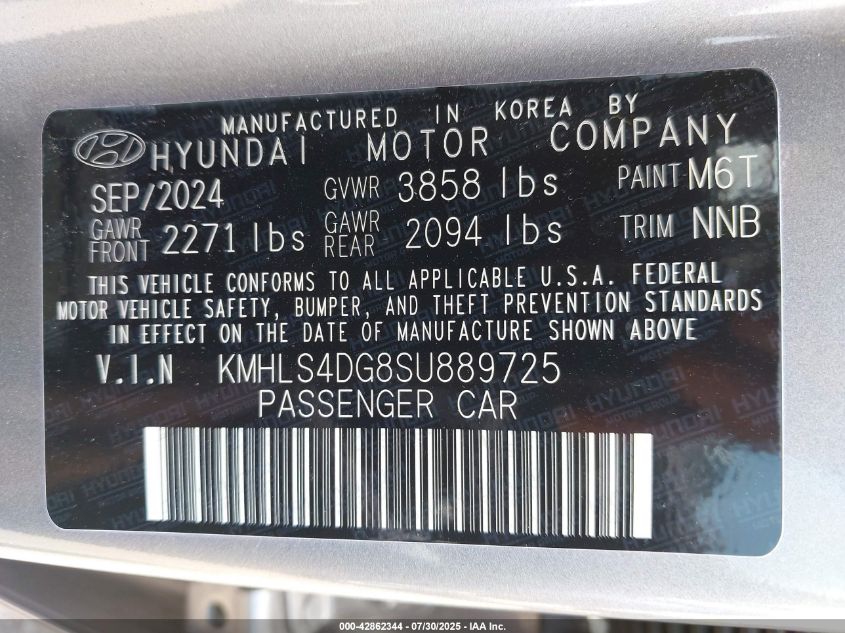 MANUFACTURED IN KOREA BY
HYUNDAI MOTOR COMPANY
SEP/2024 GVWR 3858 lbs PAINT M6T
GAWR FRONT 2271 lbs GAWR REAR 2094 lbs TRIM NNB
THIS VEHICLE CONFORMS TO ALL APPLICABLE U.S.A. FEDERAL
MOTOR VEHICLE SAFETY, BUMPER, AND THEFT PREVENTION STANDARDS
IN EFFECT ON THE DATE OF MANUFACTURE SHOWN ABOVE
V.I.N KMHLS4DG8SU889725
PASSENGER CAR
000-42862344 - 07/30/2025 - IAA Inc.